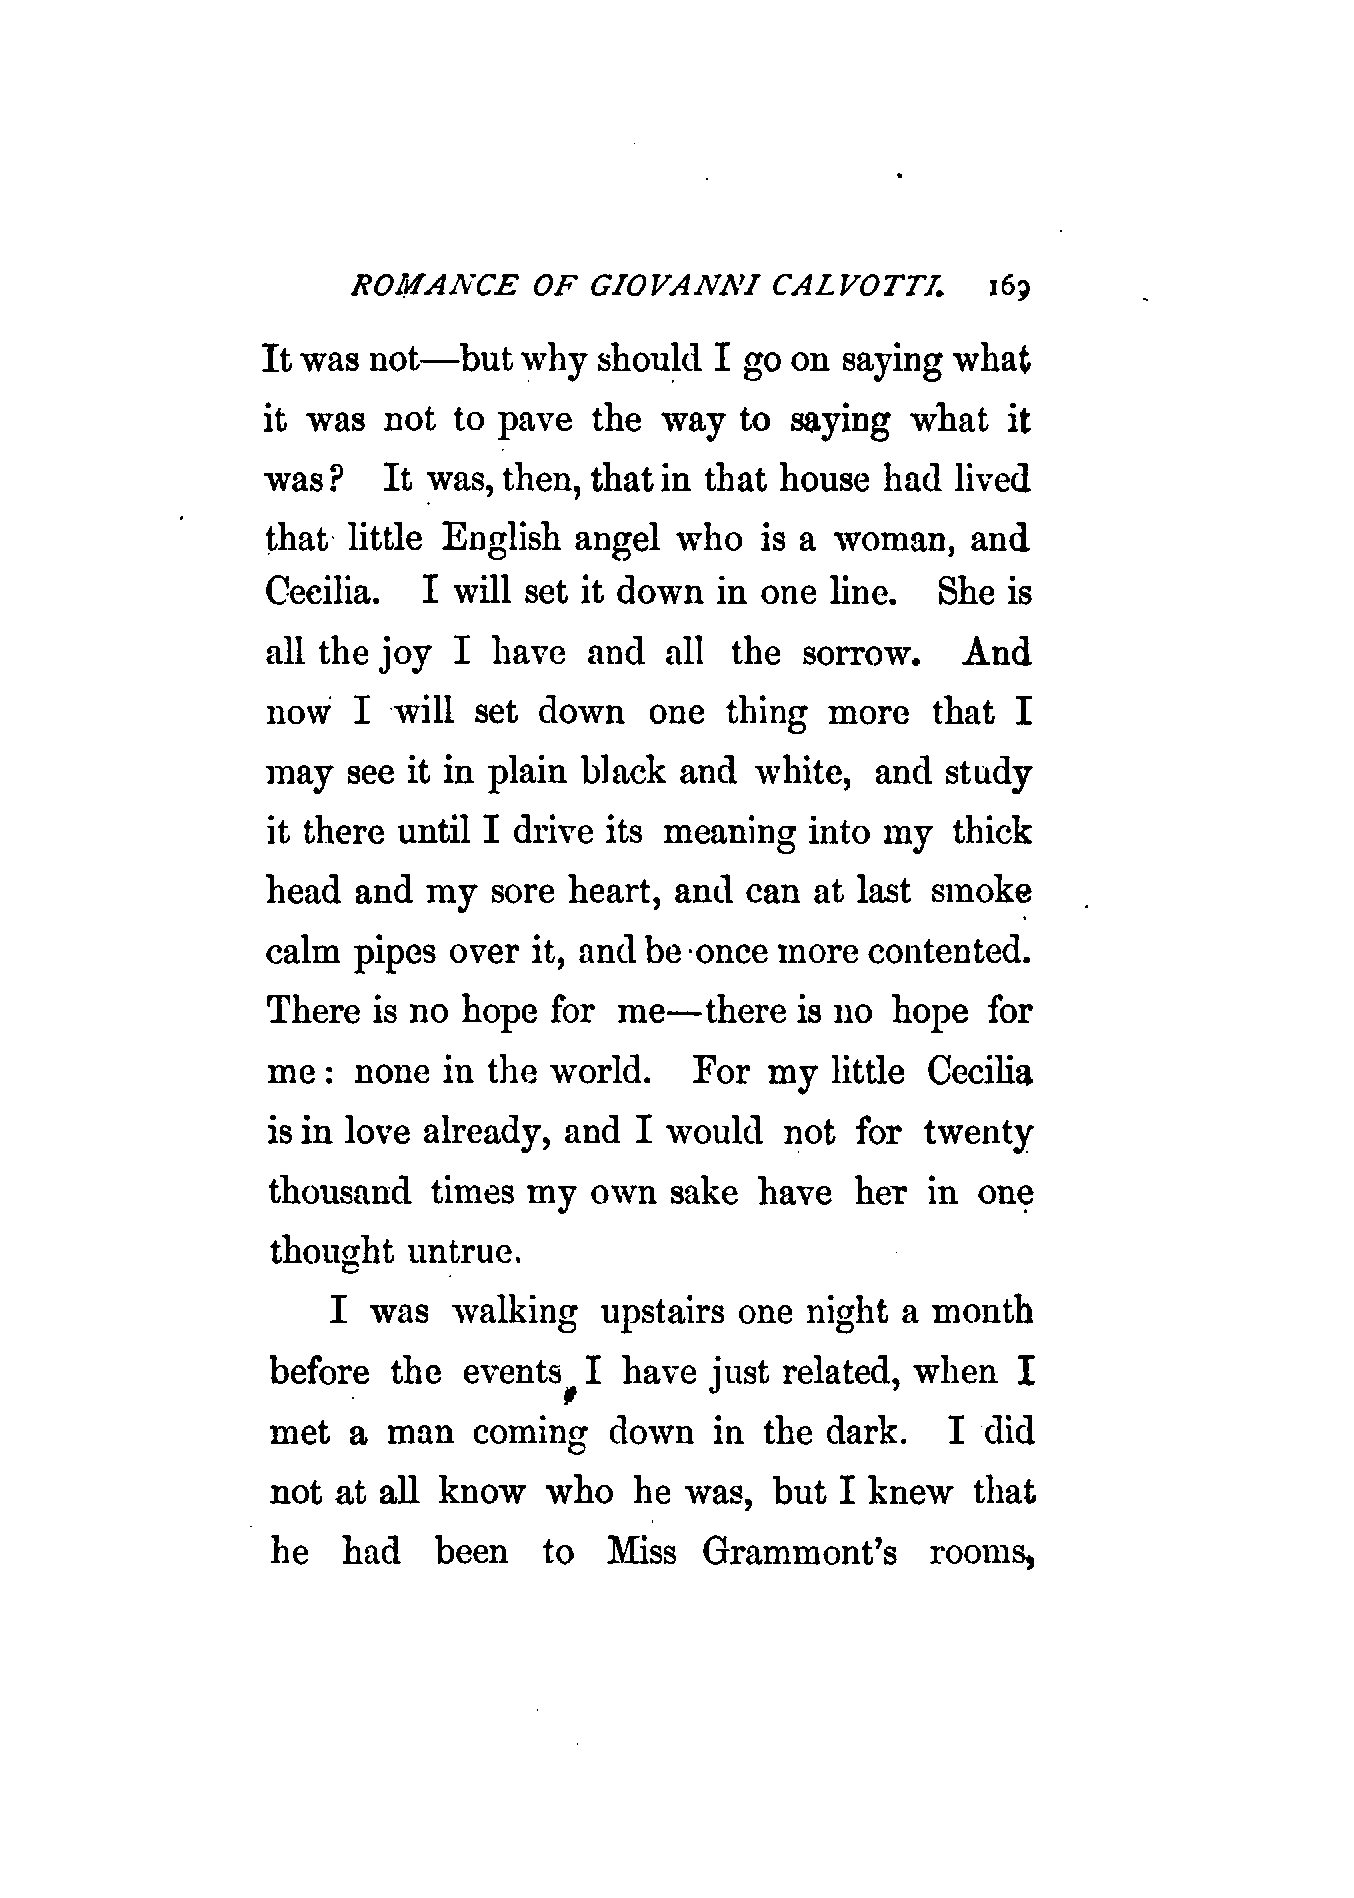 ROMANCE OF GIOVANNI CALVOTTI. 169
It was not—but why should I go on saying what
it was not to pave the way to saying what it
was? It was, then, that in that house had lived
that little English angel who is a woman, and
Cecilia. I will set it down in one line. She is
all the joy I have and all the sorrow. And
now I will set down one thing more that I
may see it in plain black and white, and study
it there until I drive its meaning into my thick
head and my sore heart, and can at last smoke
calm pipes over it, and be once more contented.
There is no hope for me—there is no hope for
me: none in the world. For my little Cecilia
is in love already, and I would not for twenty
thousand times my own sake have her in one
thought untrue.
I was walking upstairs one night a month
before the events I have just related, when I
met a man coming down in the dark. I did
not at all know who he was, but I knew that
he had been to Miss Grammont's rooms,